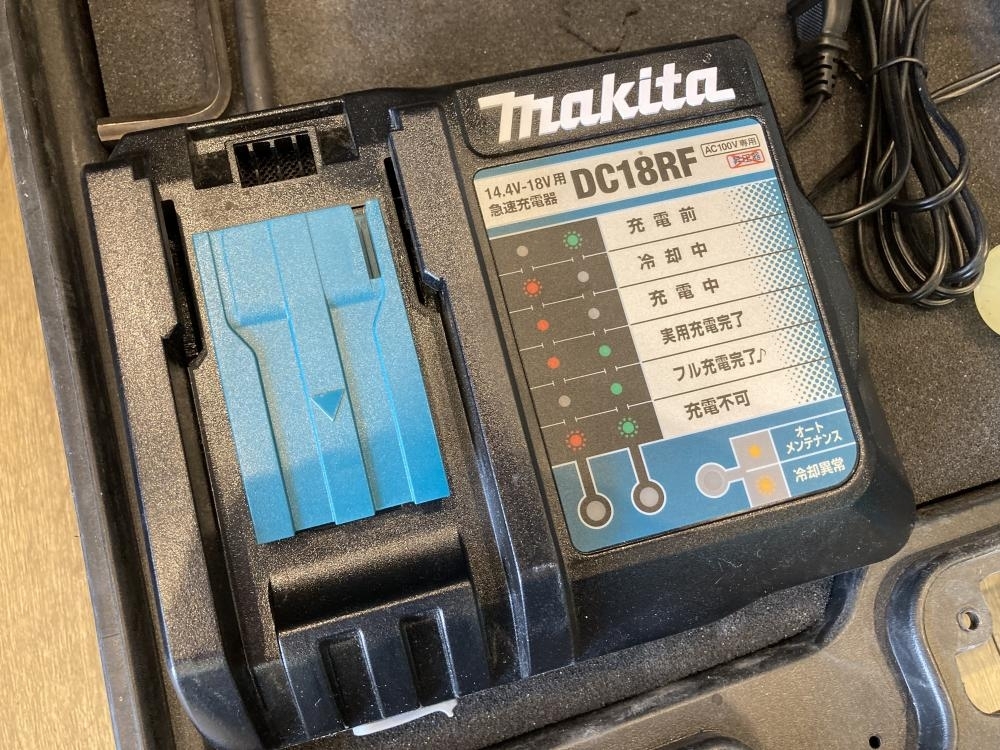 makita
14.4V-18V用
急速充電器
DC18RF
AC100V専用
昇圧器
充電前
冷却中
充電中
実用充電完了
フル充電完了♪
充電不可
オート
メンテナンス
冷却異常